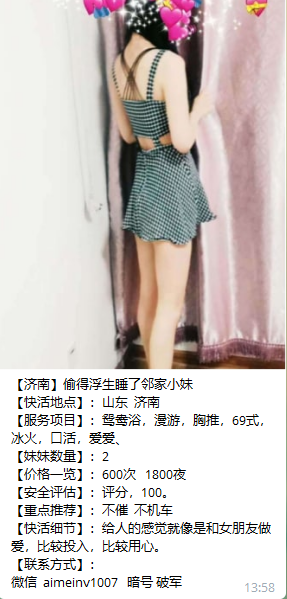 【济南】偷得浮生睡了邻家小妹
【快活地点】：山东 济南
【服务项目】：鸳鸯浴，漫游，胸推，69式，
冰火，口活，爱爱、
【妹妹数量】：2
【价格一览】：600次 1800夜
【安全评估】：评分，100。
【重点推荐】：不催 不机车
【快活细节】：给人的感觉就像是和女朋友做
爱，比较投入，比较用心。
【联系方式】：
微信 aimeinv1007 暗号 破军
13:58